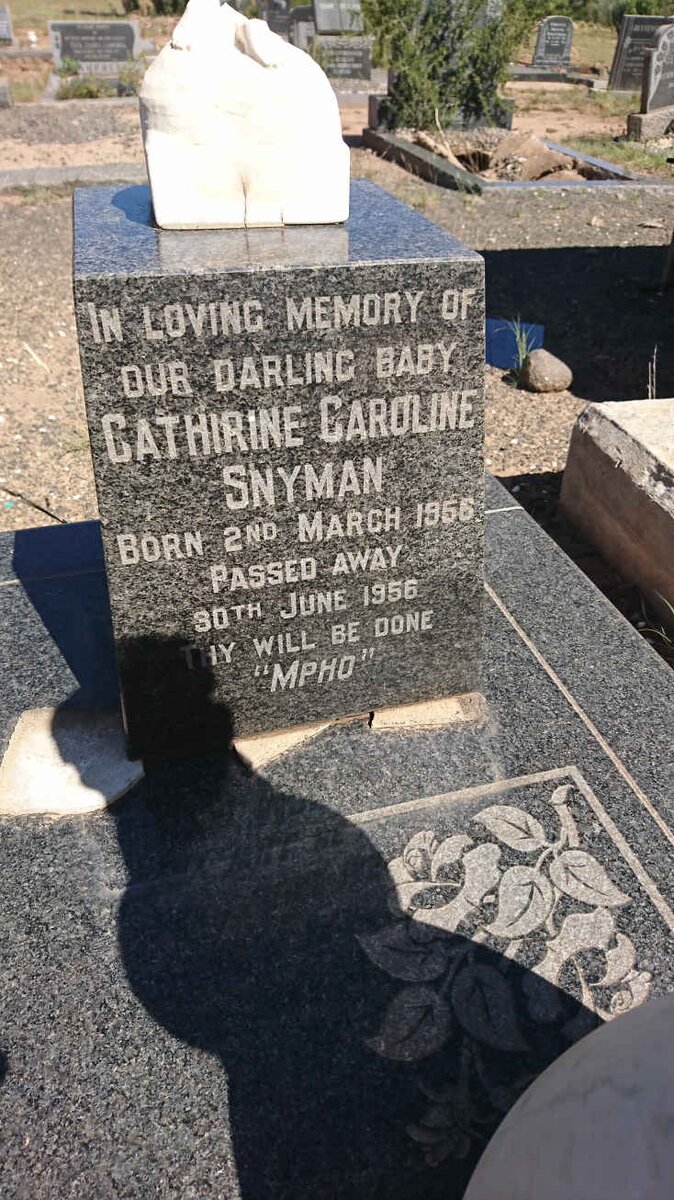 IN LOVING MEMORY OF
OUR DARLING BABY
CATHIRINE CAROLINE
SNYMAN
BORN 2ND MARCH 1956
PASSED AWAY
30TH JUNE 1956
THY WILL BE DONE
"MPHO"